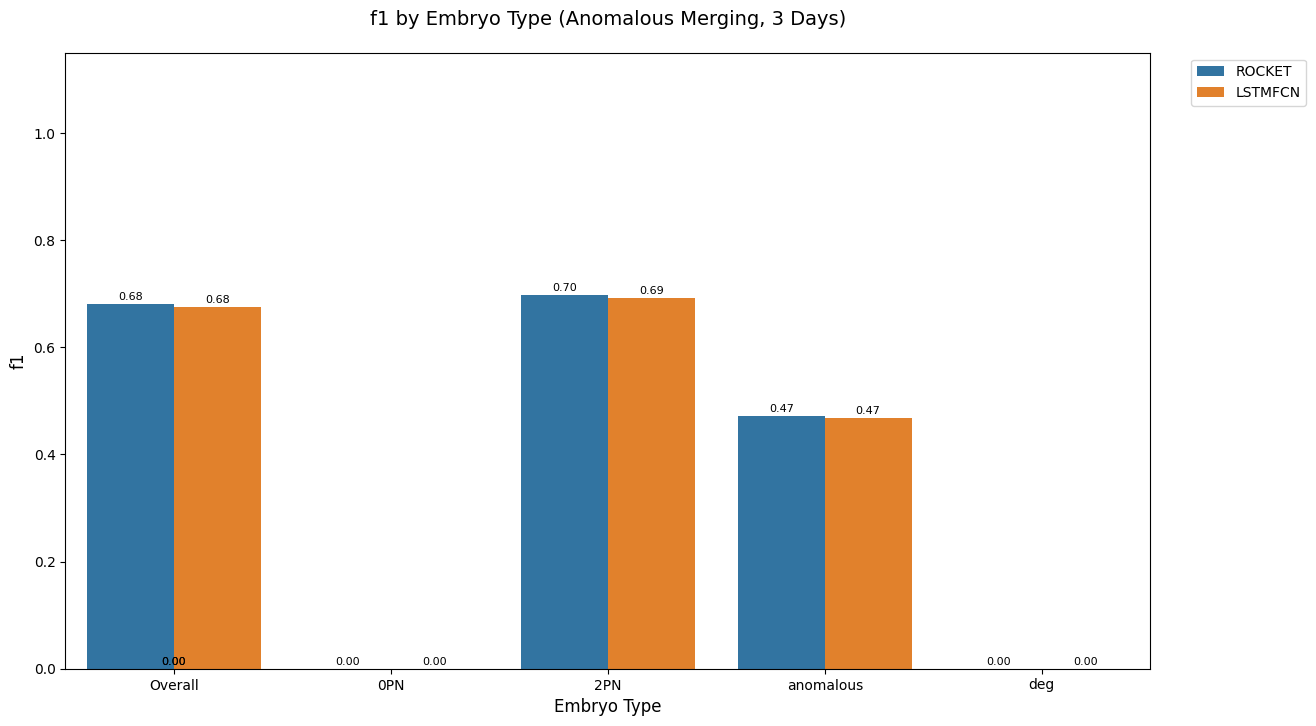 f1 by Embryo Type (Anomalous Merging, 3 Days)
ROCKET
LSTMFCN
f1
1.0
0.8
0.6
0.4
0.2
0.0
0.68
0.68
0.00
0.00
0.00
0.70
0.69
0.47
0.47
0.00
0.00
Overall
0PN
2PN
anomalous
deg
Embryo Type